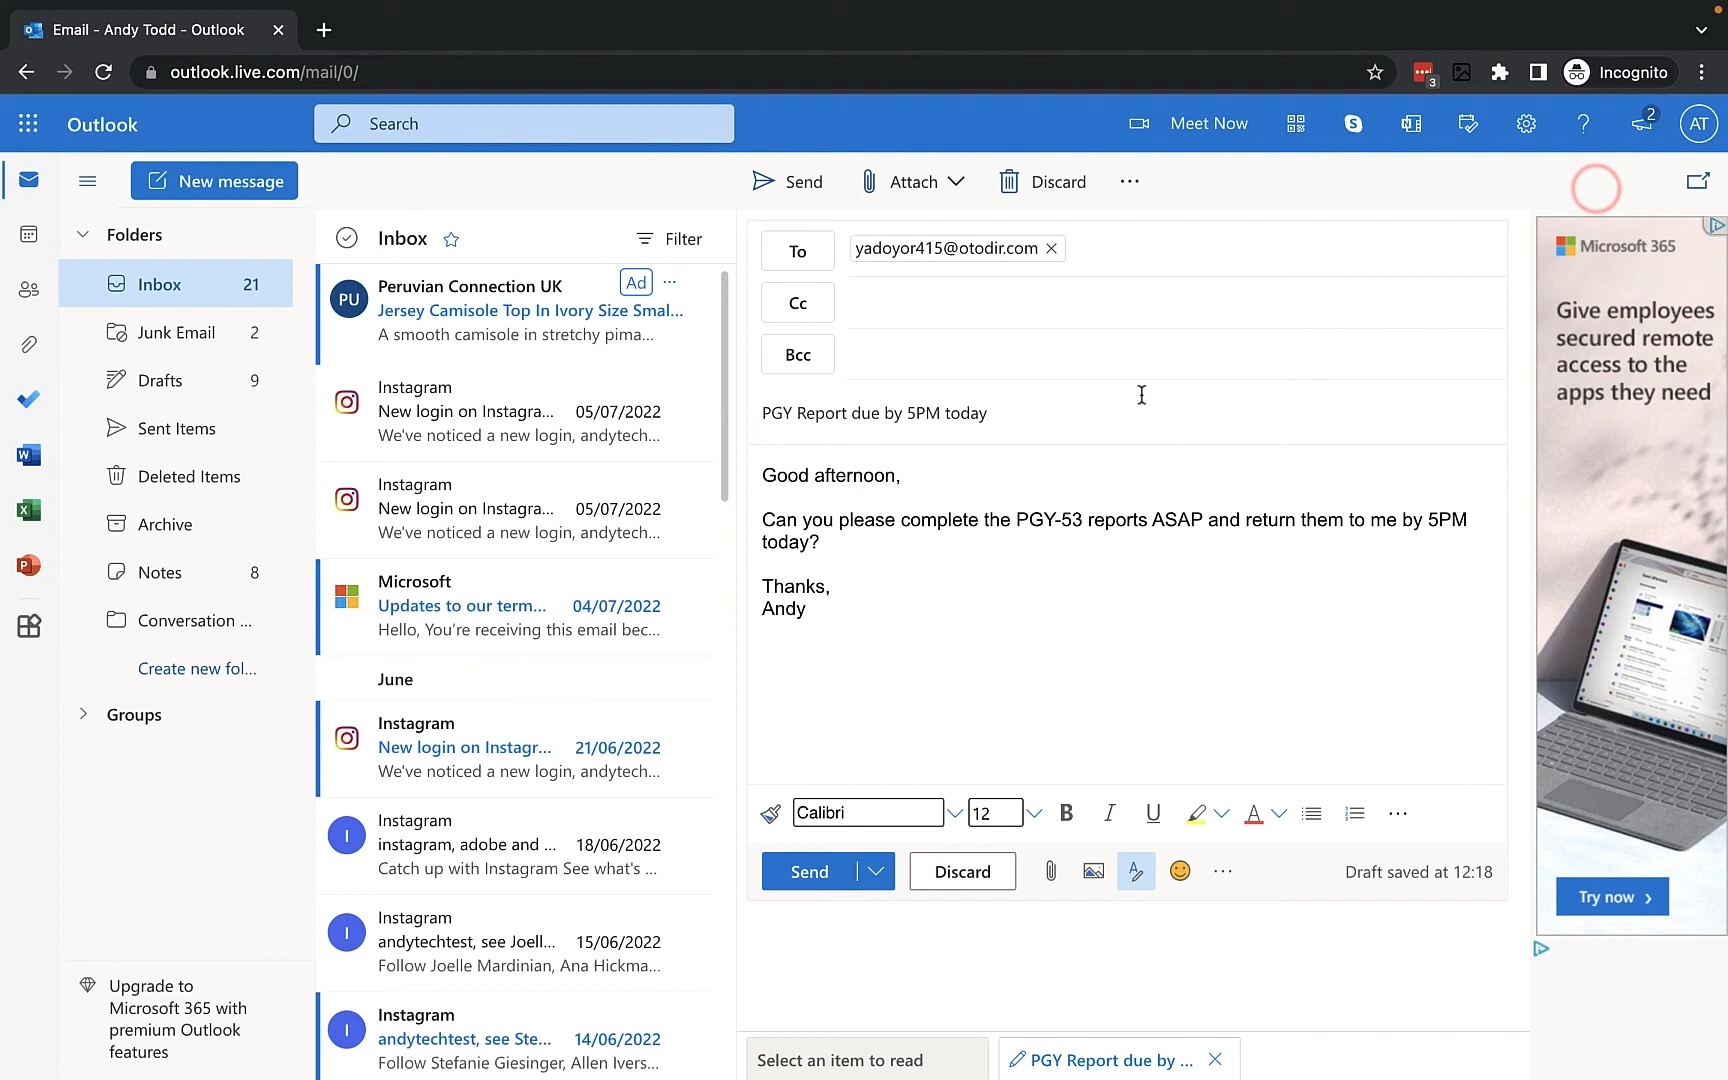 Email - Andy Todd - Outlook
outlook.live.com/mail/0/
3
Incognito
Outlook
Search
Meet Now
2
AT
New message
Send
Attach
Discard
Folders
Inbox 21
Junk Email 2
Drafts 9
Sent Items
Deleted Items
Archive
Notes 8
Conversation ...
Create new fol...
Groups
Upgrade to
Microsoft 365 with
premium Outlook
features
Inbox
Filter
PU
Peruvian Connection UK
Ad
Jersey Camisole Top In Ivory Size Smal...
A smooth camisole in stretchy pima...
Instagram
New login on Instagra... 05/07/2022
We've noticed a new login, andytech...
Instagram
New login on Instagra... 05/07/2022
We've noticed a new login, andytech...
Microsoft
Updates to our term... 04/07/2022
Hello, You're receiving this email bec...
June
Instagram
New login on Instagr... 21/06/2022
We've noticed a new login, andytech...
I
Instagram
instagram, adobe and ... 18/06/2022
Catch up with Instagram See what's ...
I
Instagram
andytechtest, see Joell... 15/06/2022
Follow Joelle Mardinian, Ana Hickma...
I
Instagram
andytechtest, see Ste... 14/06/2022
Follow Stefanie Giesinger, Allen Ivers...
To
yadoyor415@otodir.com
Cc
Bcc
PGY Report due by 5PM today
Good afternoon,
Can you please complete the PGY-53 reports ASAP and return them to me by 5PM
today?
Thanks,
Andy
Calibri
12
B I U A
Send
Discard
Draft saved at 12:18
Select an item to read
PGY Report due by ...
Microsoft 365
Give employees
secured remote
access to the
apps they need
Try now